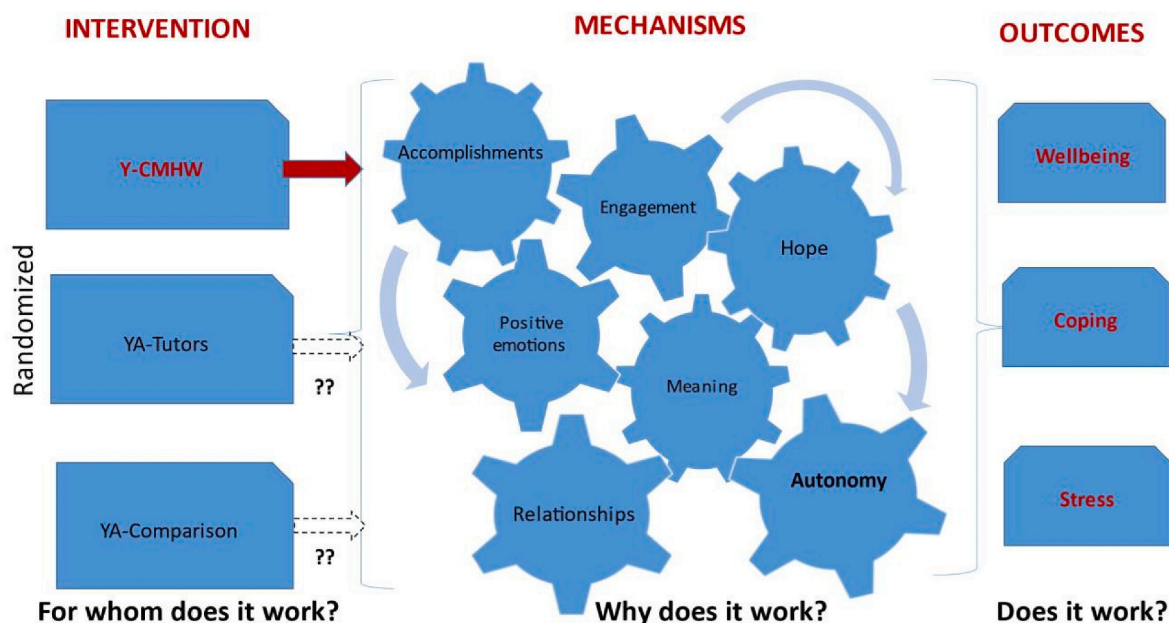 INTERVENTION
MECHANISMS
OUTCOMES
Randomized
Y-CMHW
YA-Tutors
??
YA-Comparison
??
Accomplishments
Engagement
Hope
Positive
emotions
Meaning
Relationships
Autonomy
Wellbeing
Coping
Stress
For whom does it work?
Why does it work?
Does it work?